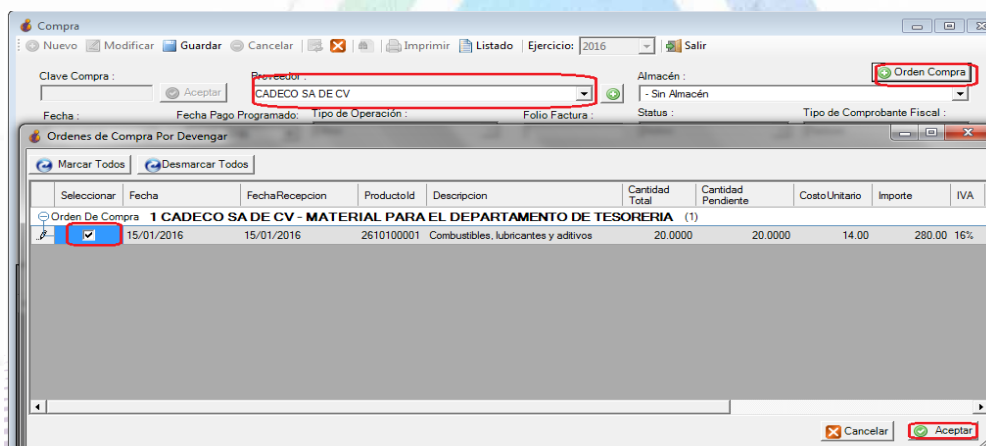 Compra
Nuevo Modificar Guardar Cancelar Imprimir Listado Ejercicio: 2016 Salir
Clave Compra : Proveedor : Almacén : Orden Compra
Aceptar CADECO SA DE CV - Sin Almacén
Fecha : Fecha Pago Programado: Tipo de Operación : Folio Factura : Status : Tipo de Comprobante Fiscal :
Ordenes de Compra Por Devengar
Marcar Todos Desmarcar Todos
Seleccionar Fecha FechaRecepcion ProductoId Descripcion Cantidad Total Cantidad Pendiente CostoUnitario Importe IVA
Orden De Compra 1 CADECO SA DE CV - MATERIAL PARA EL DEPARTAMENTO DE TESORERIA (1)
15/01/2016 15/01/2016 2610100001 Combustibles, lubricantes y aditivos 20.0000 20.0000 14.00 280.00 16%
Cancelar Aceptar